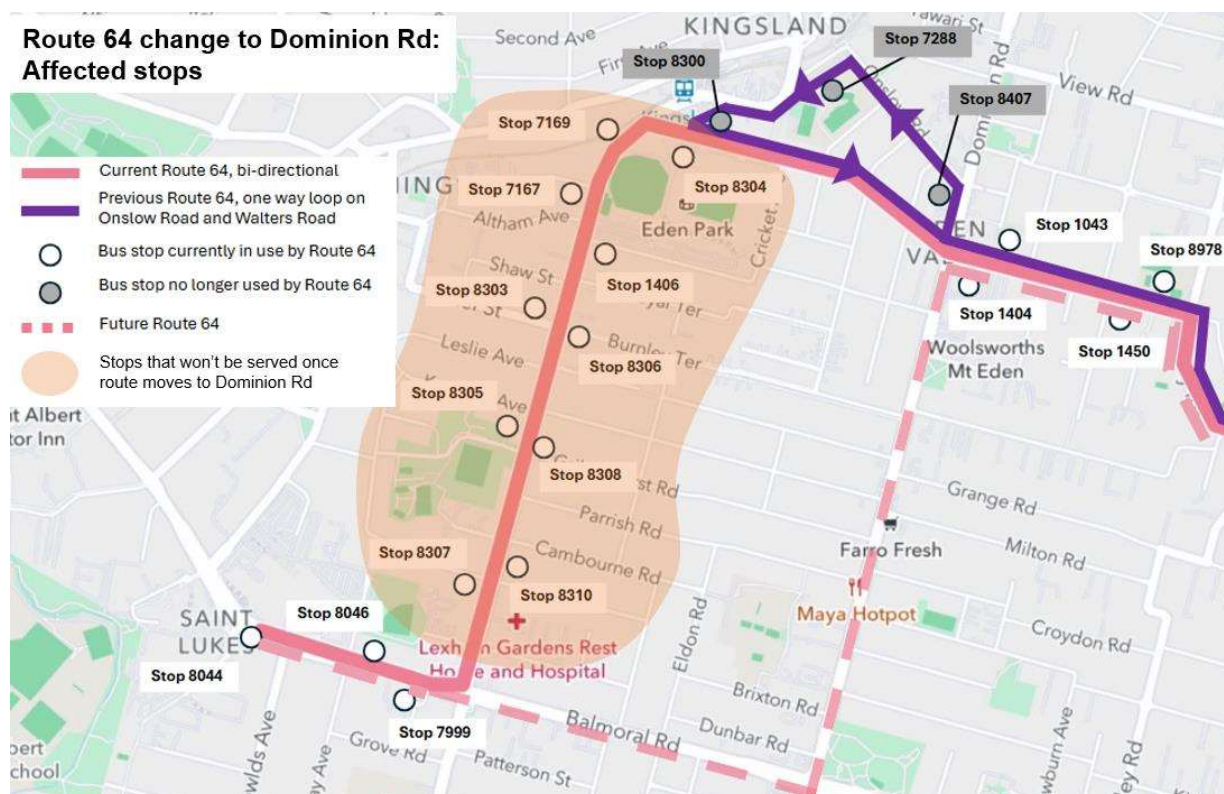 Route 64 change to Dominion Rd:
Affected stops
Current Route 64, bi-directional
Previous Route 64, one way loop on
Onslow Road and Walters Road
Bus stop currently in use by Route 64
Bus stop no longer used by Route 64
Future Route 64
Stops that won't be served once
route moves to Dominion Rd
Second Ave
KINGSLAND
Stop 7288
Stop 8300
Stop 8407
View Rd
Dominion Rd
Stop 7169
Stop 7167
Stop 8304
Altham Ave
Eden Park
Stop 1043
Stop 8978
Shaw St
Stop 8303
Stop 1406
Stop 1404
Stop 1450
Woolsworths
Mt Eden
Leslie Ave
Burnley Ter
Stop 8306
Stop 8305
Ave
Stop 8308
Grange Rd
Parrish Rd
Milton Rd
Farro Fresh
Cambourne Rd
Stop 8307
Stop 8310
Maya Hotpot
Croydon Rd
SAINT
LUKES
Stop 8046
Gardens Rest
and Hospital
Eldon Rd
Stop 8044
Stop 7999
Brixton Rd
Balmoral Rd
Dunbar Rd
Grove Rd
Patterson St